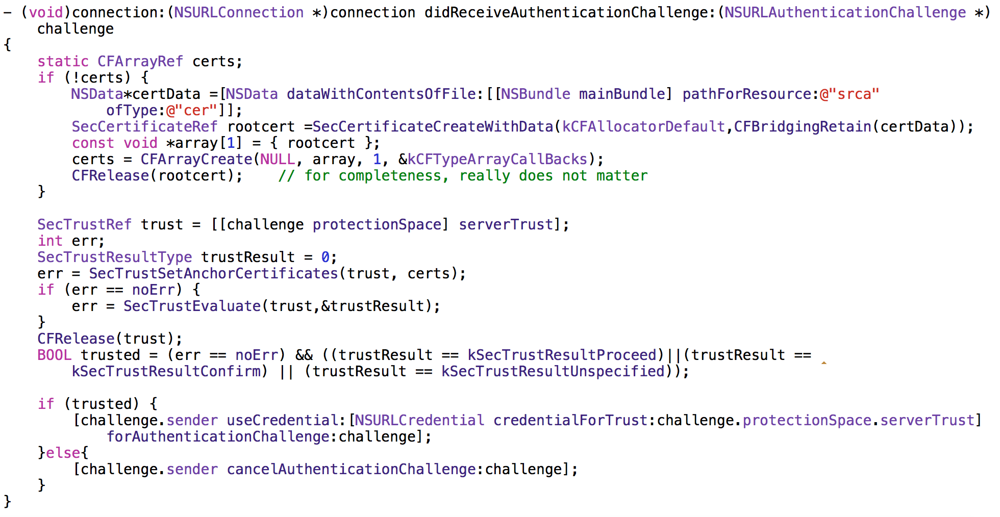 - (void)connection:(NSURLConnection *)connection didReceiveAuthenticationChallenge:(NSURLAuthenticationChallenge *)
    challenge
{
    static CFArrayRef certs;
    if (!certs) {
        NSData*certData =[NSData dataWithContentsOfFile:[[NSBundle mainBundle] pathForResource:@"srca"
            ofType:@"cer"]];
        SecCertificateRef rootcert =SecCertificateCreateWithData(kCFAllocatorDefault,CFBridgingRetain(certData));
        const void *array[1] = { rootcert };
        certs = CFArrayCreate(NULL, array, 1, &kCFTypeArrayCallBacks);
        CFRelease(rootcert);    // for completeness, really does not matter
    }

    SecTrustRef trust = [[challenge protectionSpace] serverTrust];
    int err;
    SecTrustResultType trustResult = 0;
    err = SecTrustSetAnchorCertificates(trust, certs);
    if (err == noErr) {
        err = SecTrustEvaluate(trust,&trustResult);
    }
    CFRelease(trust);
    BOOL trusted = (err == noErr) && ((trustResult == kSecTrustResultProceed)||(trustResult ==
        kSecTrustResultConfirm) || (trustResult == kSecTrustResultUnspecified));

    if (trusted) {
        [challenge.sender useCredential:[NSURLCredential credentialForTrust:challenge.protectionSpace.serverTrust]
            forAuthenticationChallenge:challenge];
    }else{
        [challenge.sender cancelAuthenticationChallenge:challenge];
    }
}